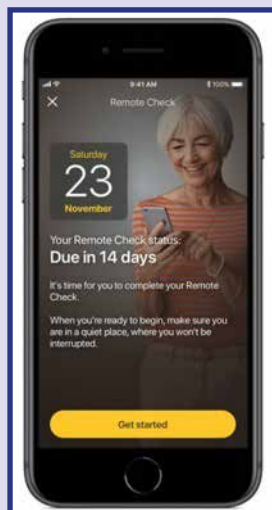 9:41 AM
100%
Remote Check
Saturday
23
November
Your Remote Check status:
Due in 14 days
It's time for you to complete your Remote
Check.
When you're ready to begin, make sure you
are in a quiet place, where you won't be
interrupted.
Get started